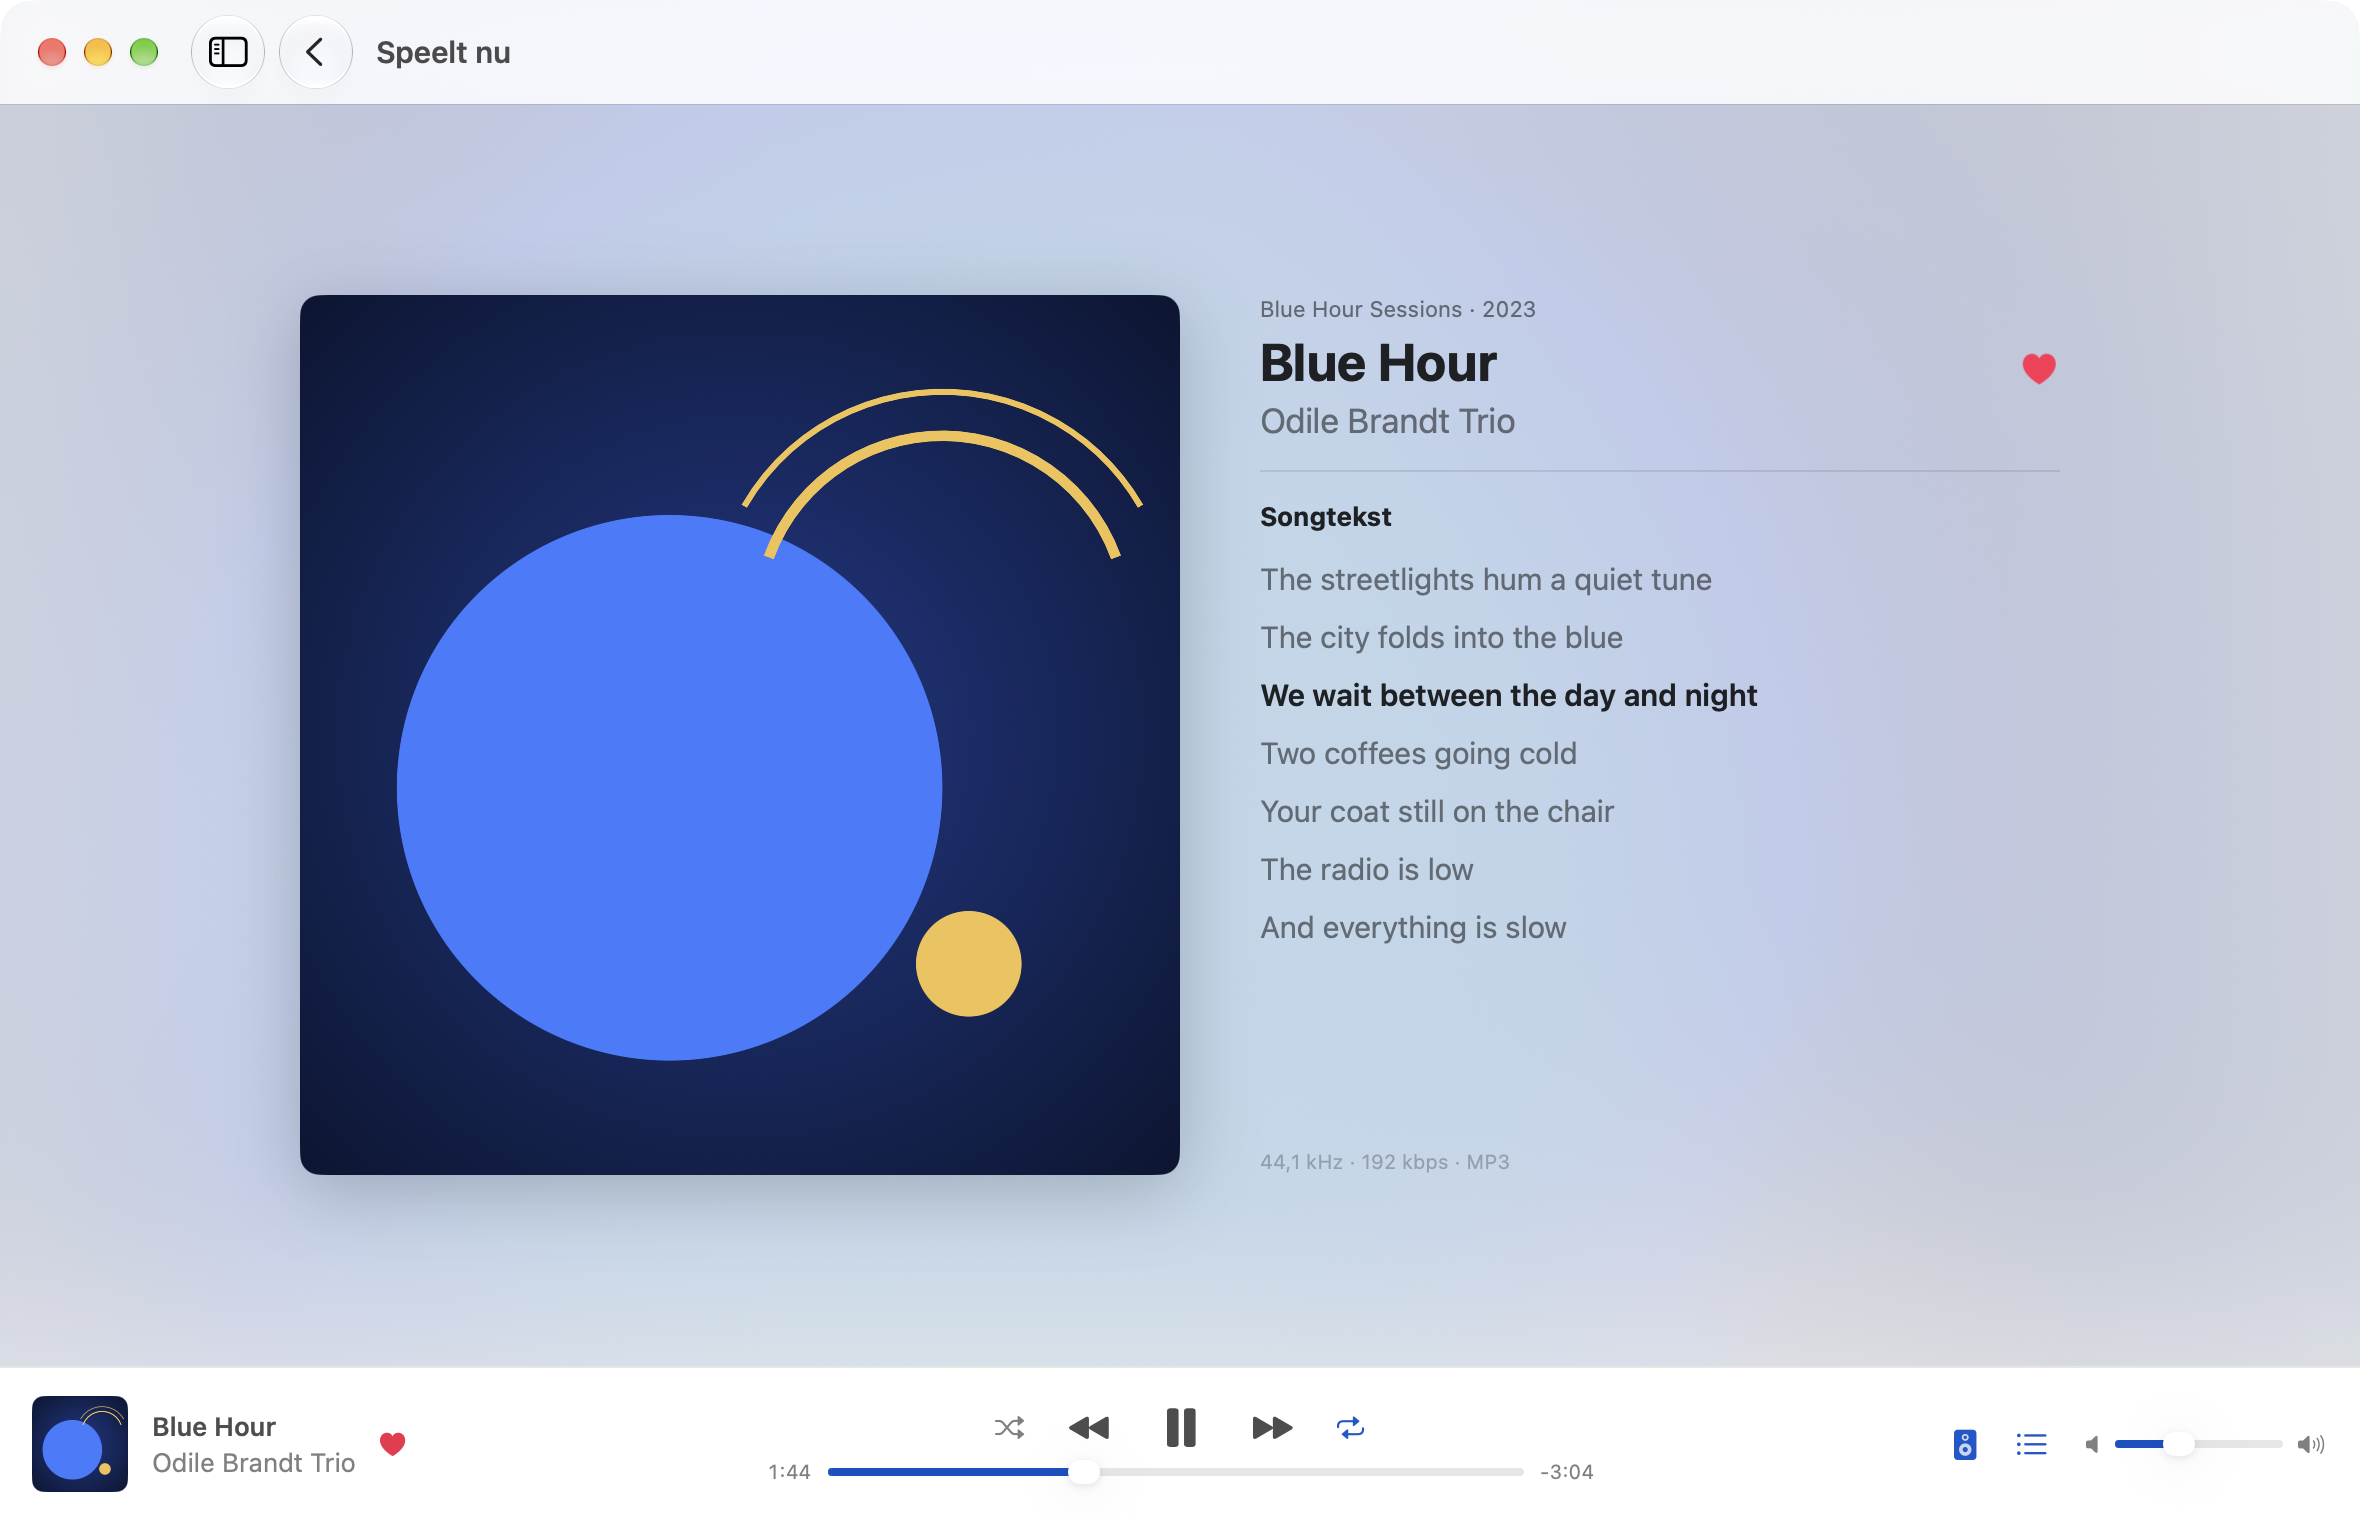 Speelt nu
Blue Hour Sessions · 2023
Blue Hour
Odile Brandt Trio
Songtekst
The streetlights hum a quiet tune
The city folds into the blue
We wait between the day and night
Two coffees going cold
Your coat still on the chair
The radio is low
And everything is slow
44,1 kHz · 192 kbps · MP3
Blue Hour
Odile Brandt Trio
1:44
-3:04